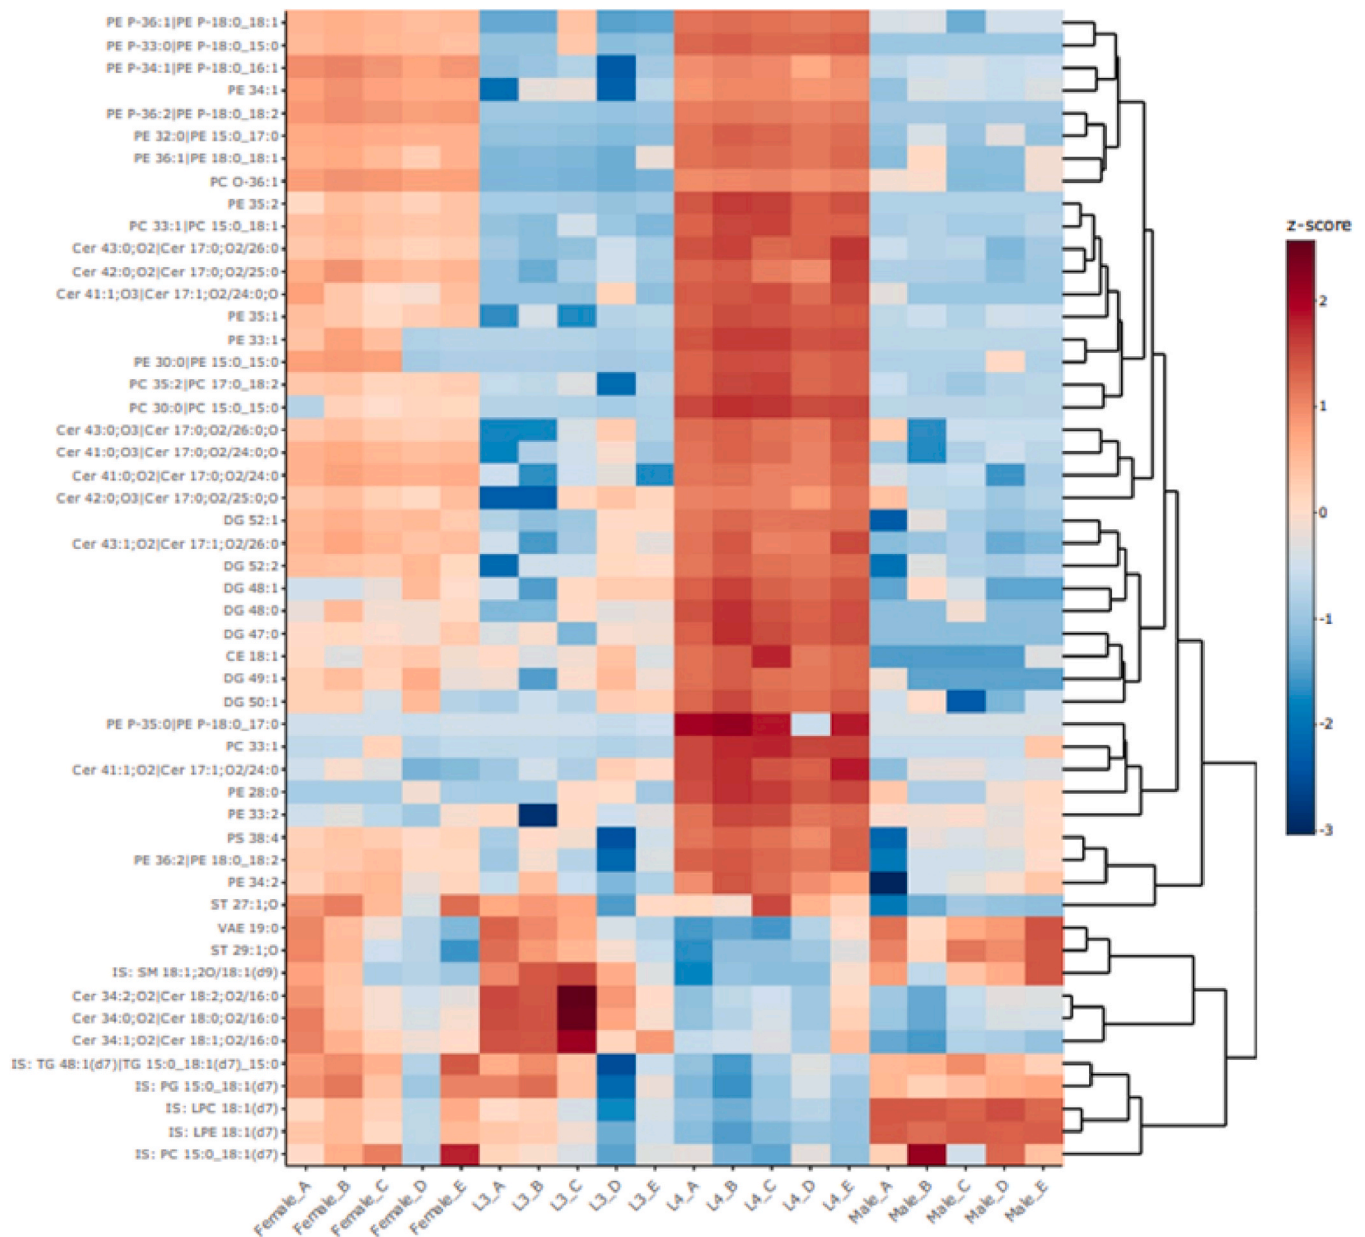 PE P-36:1|PE P-18:0_18:1
PE P-33:0|PE P-18:0_15:0
PE P-34:1|PE P-18:0_16:1
PE 34:1
PE P-36:2|PE P-18:0_18:2
PE 32:0|PE 15:0_17:0
PE 36:1|PE 18:0_18:1
PC O-36:1
PE 35:2
PC 33:1|PC 15:0_18:1
Cer 43:0;O2|Cer 17:0;O2/26:0
Cer 42:0;O2|Cer 17:0;O2/25:0
Cer 41:1;O3|Cer 17:1;O2/24:0;O
PE 35:1
PE 33:1
PE 30:0|PE 15:0_15:0
PC 35:2|PC 17:0_18:2
PC 30:0|PC 15:0_15:0
Cer 43:0;O3|Cer 17:0;O2/26:0;O
Cer 41:0;O3|Cer 17:0;O2/24:0;O
Cer 41:0;O2|Cer 17:0;O2/24:0
Cer 42:0;O3|Cer 17:0;O2/25:0;O
DG 52:1
Cer 43:1;O2|Cer 17:1;O2/26:0
DG 52:2
DG 48:1
DG 48:0
DG 47:0
CE 18:1
DG 49:1
DG 50:1
PE P-35:0|PE P-18:0_17:0
PC 33:1
Cer 41:1;O2|Cer 17:1;O2/24:0
PE 28:0
PE 33:2
PS 38:4
PE 36:2|PE 18:0_18:2
PE 34:2
ST 27:1;O
VAE 19:0
ST 29:1;O
IS: SM 18:1;2O/18:1(d9)
Cer 34:2;O2|Cer 18:2;O2/16:0
Cer 34:0;O2|Cer 18:0;O2/16:0
Cer 34:1;O2|Cer 18:1;O2/16:0
IS: TG 48:1(d7)|TG 15:0_18:1(d7)_15:0
IS: PG 15:0_18:1(d7)
IS: LPC 18:1(d7)
IS: LPE 18:1(d7)
IS: PC 15:0_18:1(d7)
Female_A
Female_B
Female_C
Female_D
Female_E
L3_A
L3_B
L3_C
L3_D
L3_E
L4_A
L4_B
L4_C
L4_D
L4_E
Male_A
Male_B
Male_C
Male_D
Male_E
z-score
2
1
0
-1
-2
-3